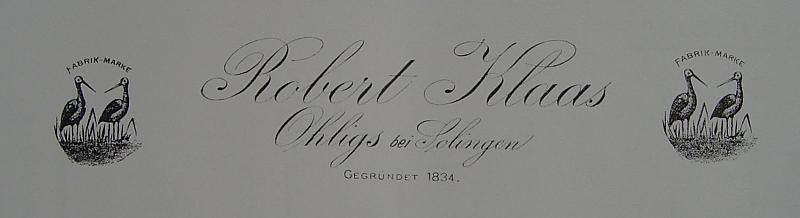 FABRIK-MARKE
Robert Klaas
Ohligs bei Solingen
GEGRÜNDET 1834.
FABRIK-MARKE